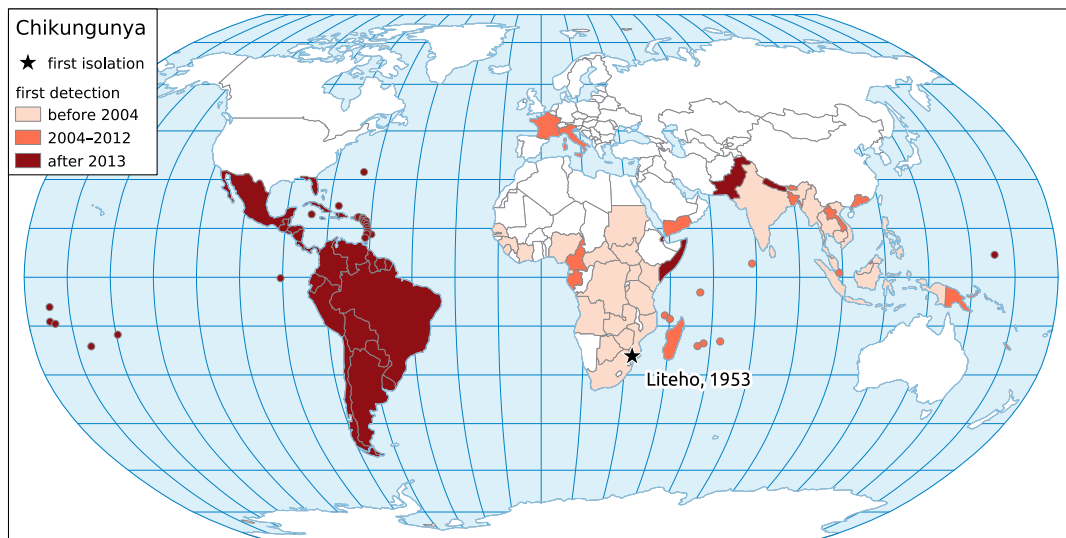 Chikungunya
first isolation
first detection
before 2004
2004–2012
after 2013
Liteho, 1953